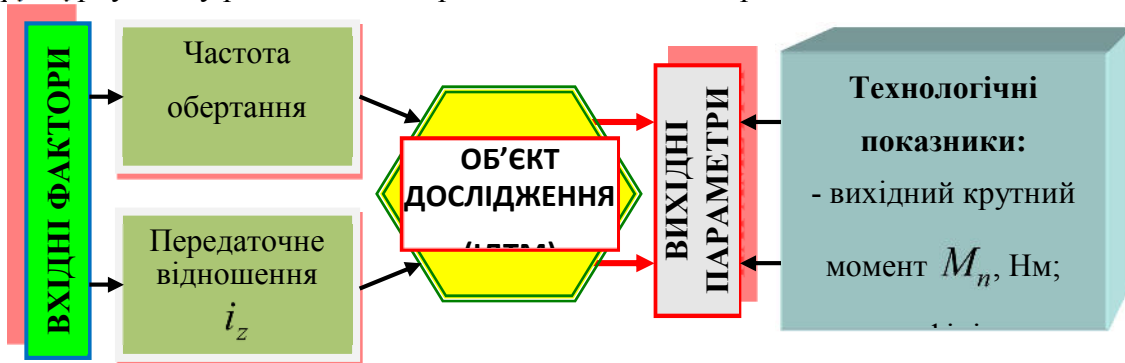 ВХІДНІ ФАКТОРИ
Частота
обертання
Передаточне
відношення
i_z
ОБ’ЄКТ
ДОСЛІДЖЕННЯ
ВИХІДНІ
ПАРАМЕТРИ
Технологічні
показники:
- вихідний крутний
момент M_n, Нм;